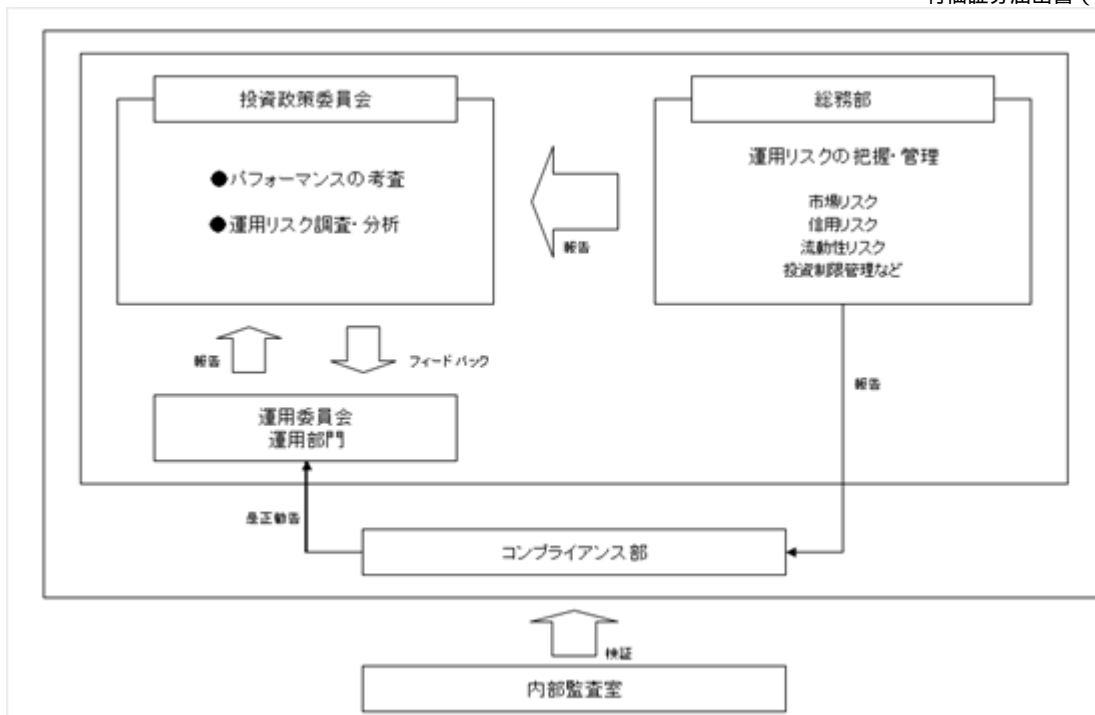 有価証券届出書（
投資政策委員会
●パフォーマンスの考査
●運用リスク調査・分析
総務部
運用リスクの把握・管理
市場リスク
信用リスク
流動性リスク
投資制限管理など
報告
報告
フィードバック
報告
運用委員会
運用部門
是正勧告
コンプライアンス部
検証
内部監査室